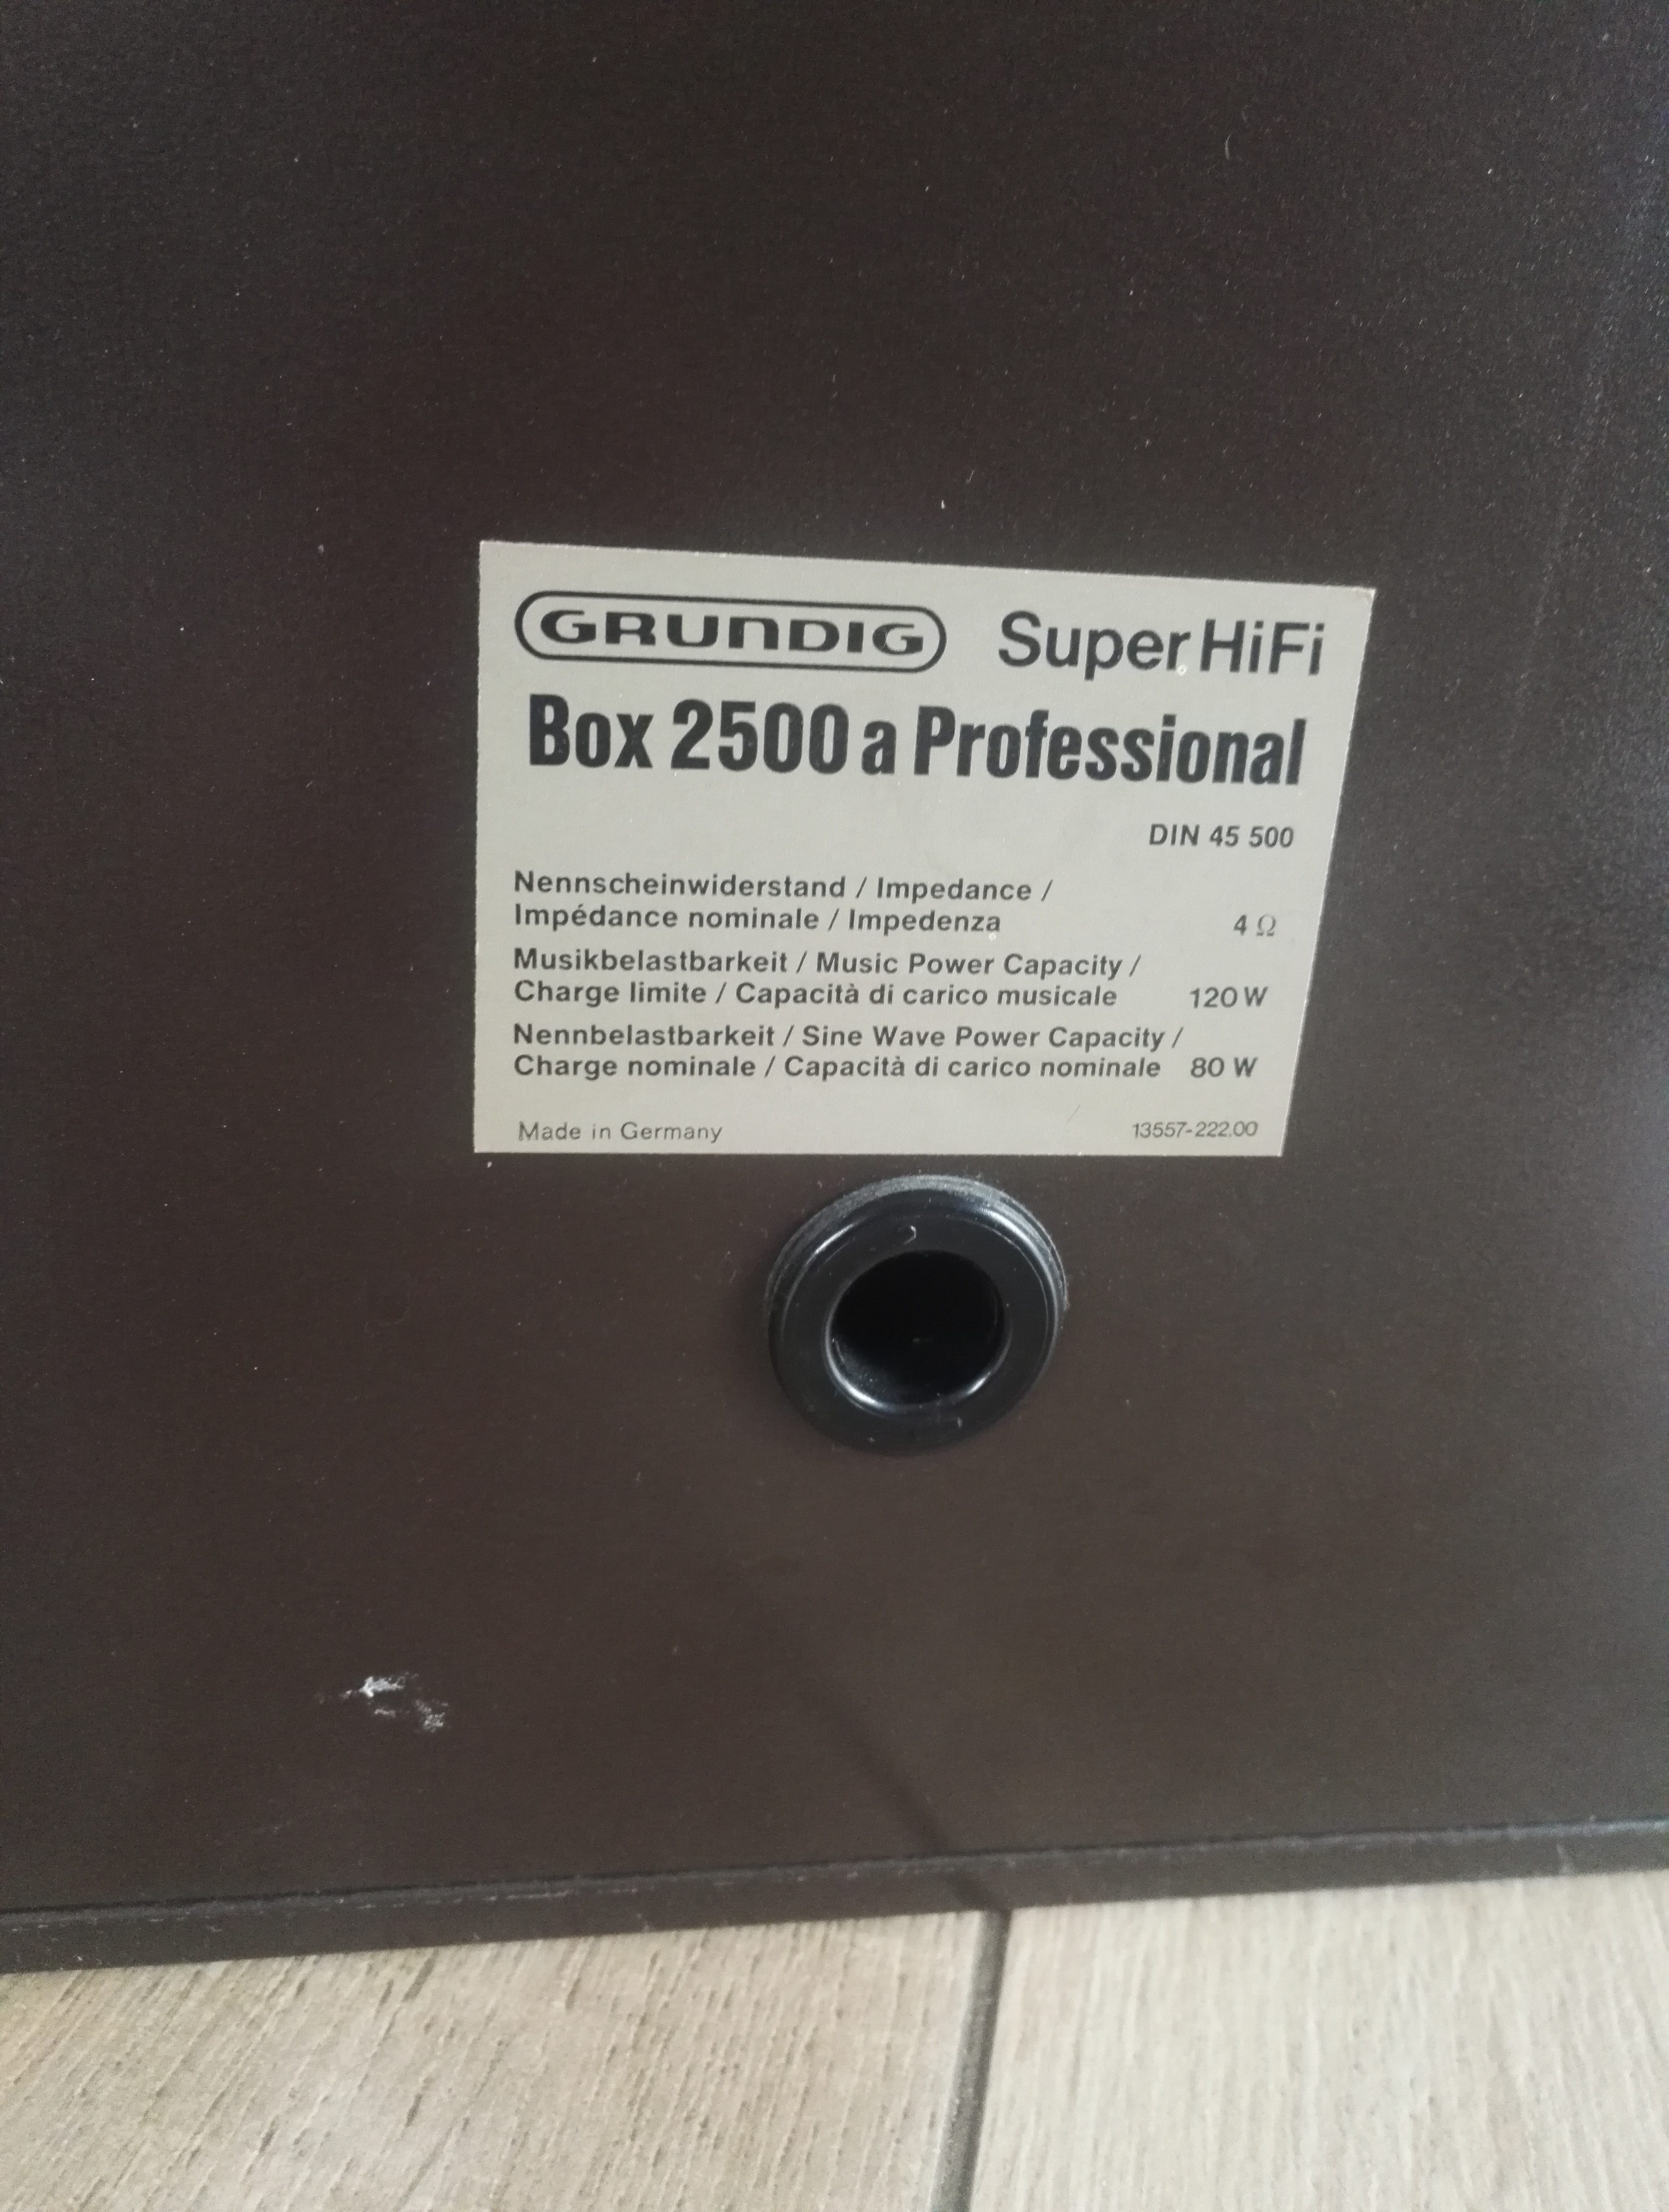 GRUNDIG Super HiFi
Box 2500 a Professional
DIN 45 500
Nennscheinwiderstand / Impedance /
Impédance nominale / Impedenza 4 Ω
Musikbelastbarkeit / Music Power Capacity /
Charge limite / Capacità di carico musicale 120 W
Nennbelastbarkeit / Sine Wave Power Capacity /
Charge nominale / Capacità di carico nominale 80 W
Made in Germany 13557-222.00